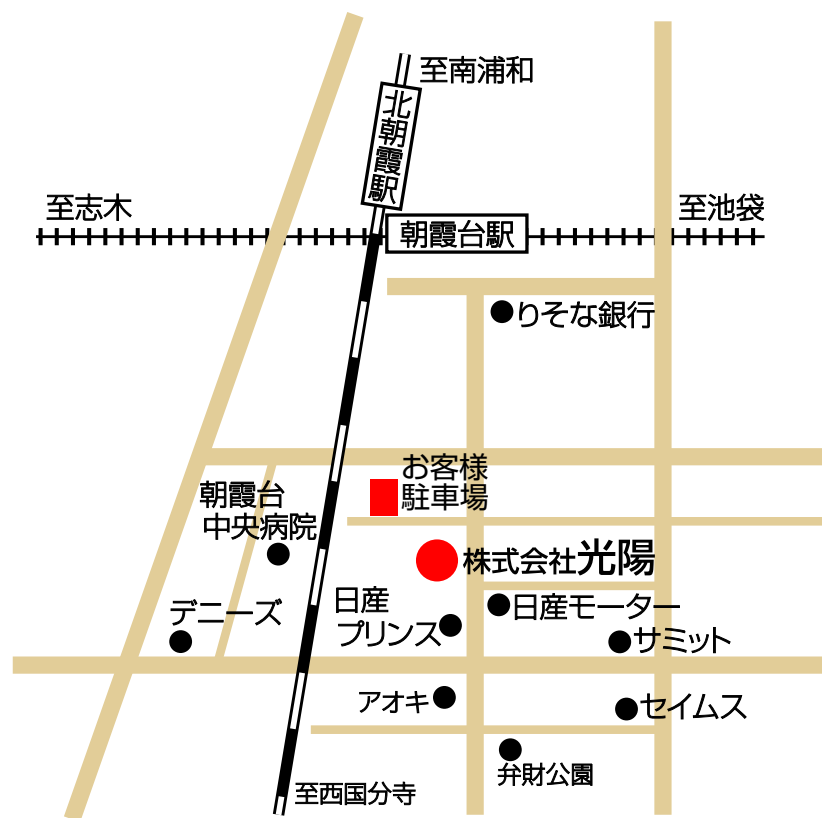 至南浦和
北朝霞駅
至志木
至池袋
朝霞台駅
りそな銀行
お客様
駐車場
朝霞台
中央病院
株式会社光陽
日産
プリンス
日産モーター
デニーズ
サミット
アオキ
セイムス
弁財公園
至西国分寺